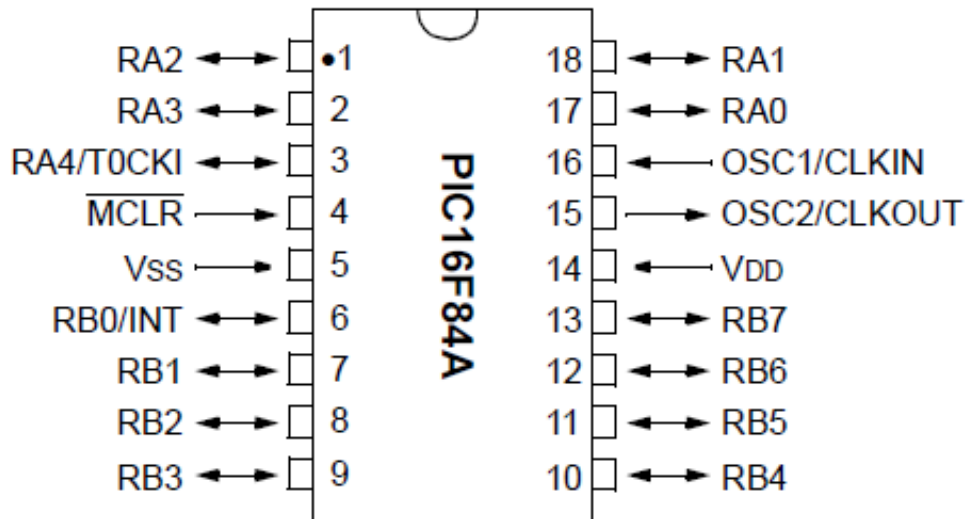 RA2 •1 18 RA1
RA3 2 17 RA0
RA4/T0CKI 3 16 OSC1/CLKIN
MCLR 4 15 OSC2/CLKOUT
VSS 5 14 VDD
RB0/INT 6 13 RB7
RB1 7 12 RB6
RB2 8 11 RB5
RB3 9 10 RB4
PIC16F84A